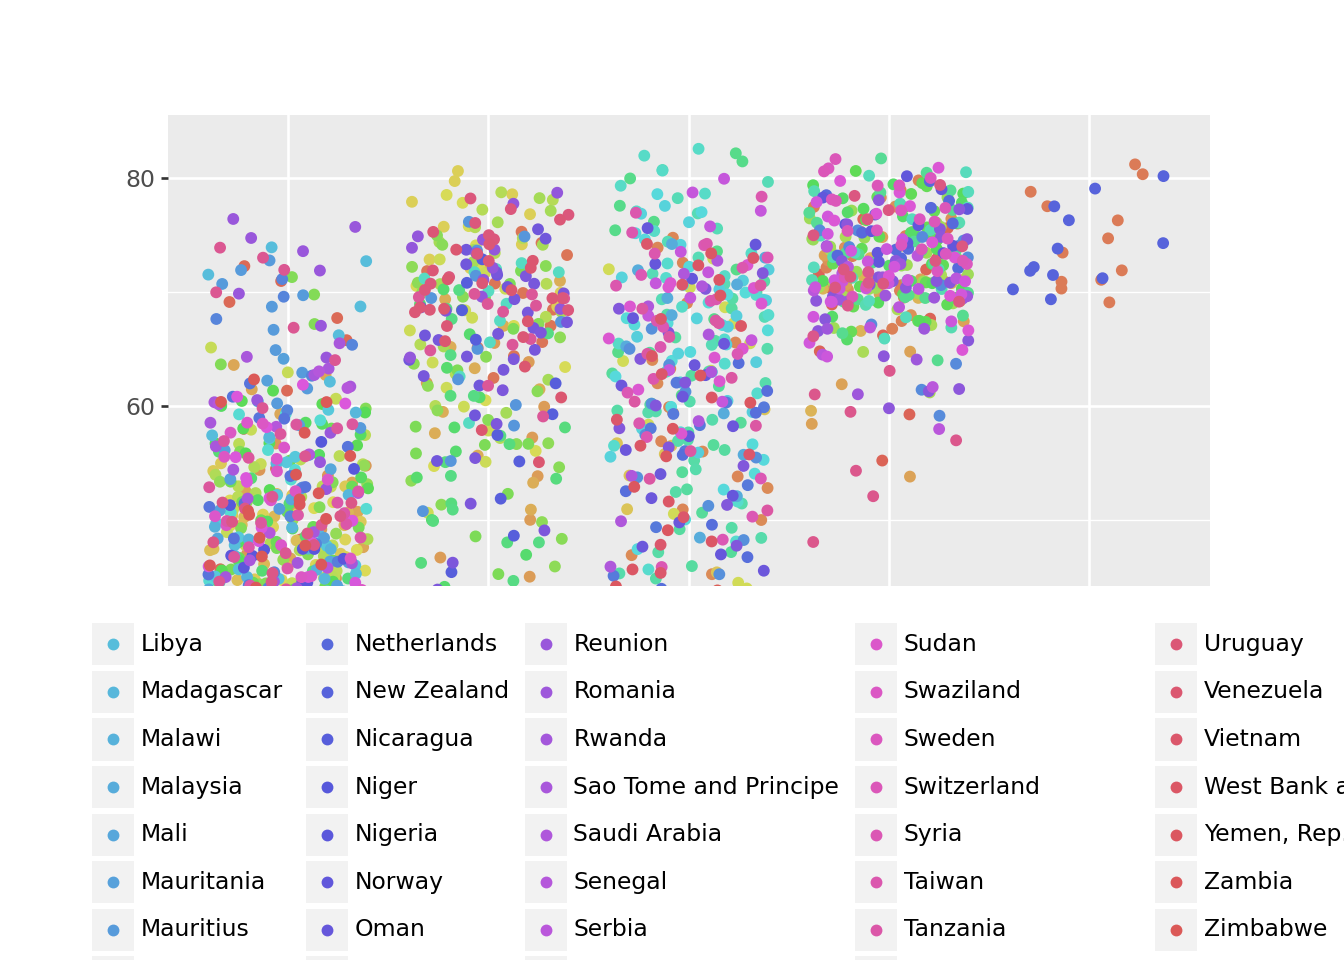 80
60
Libya
Netherlands
Reunion
Sudan
Uruguay
Madagascar
New Zealand
Romania
Swaziland
Venezuela
Malawi
Nicaragua
Rwanda
Sweden
Vietnam
Malaysia
Niger
Sao Tome and Principe
Switzerland
West Bank a
Mali
Nigeria
Saudi Arabia
Syria
Yemen, Rep.
Mauritania
Norway
Senegal
Taiwan
Zambia
Mauritius
Oman
Serbia
Tanzania
Zimbabwe